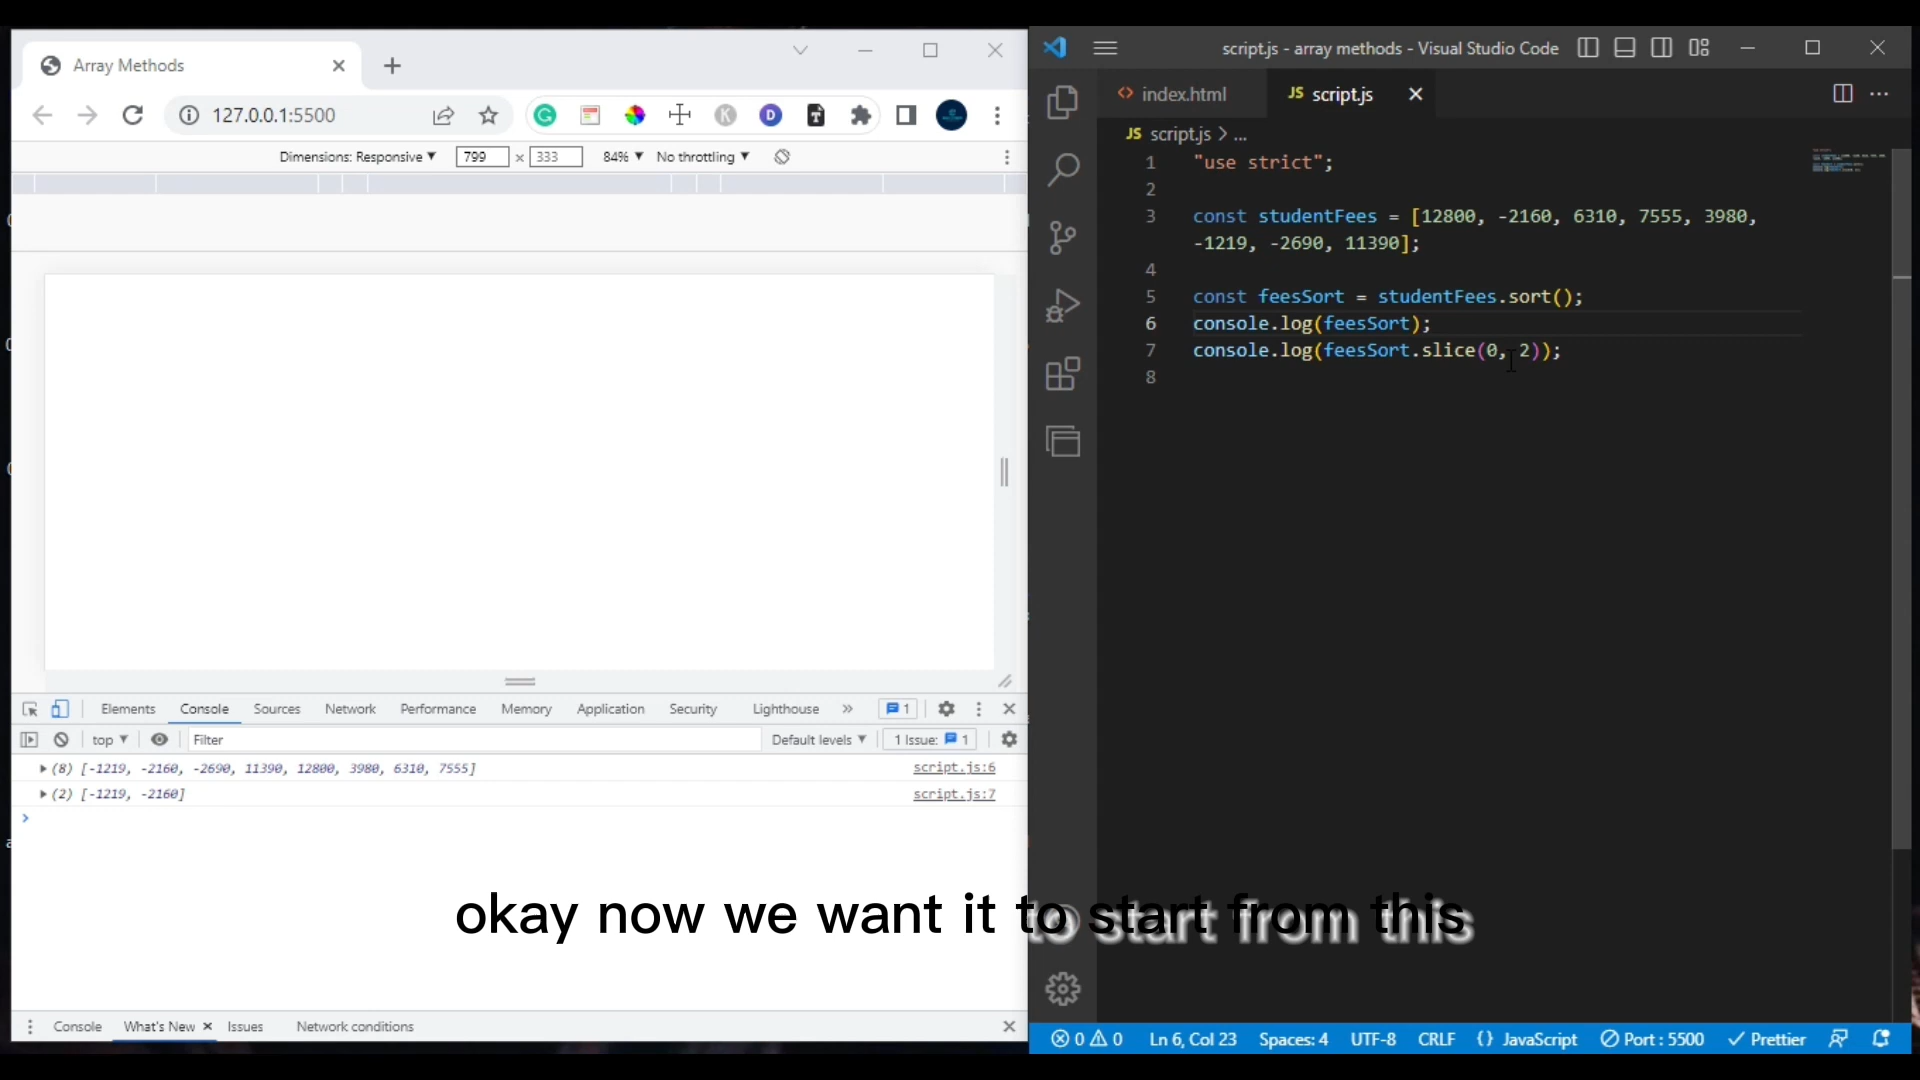 Array Methods
127.0.0.1:5500
Dimensions: Responsive 799 x 333 84% No throttling
Elements Console Sources Network Performance Memory Application Security Lighthouse » 1
top Filter Default levels 1 Issue: 1
(8) [-1219, -2160, -2690, 11390, 12800, 3980, 6310, 7555] script.js:6
(2) [-1219, -2160] script.js:7
>
Console What's New Issues Network conditions
script.js - array methods - Visual Studio Code
<> index.html JS script.js
JS script.js > ...
1 "use strict";
2
3 const studentFees = [12800, -2160, 6310, 7555, 3980,
-1219, -2690, 11390];
4
5 const feesSort = studentFees.sort();
6 console.log(feesSort);
7 console.log(feesSort.slice(0, 2));
8
okay now we want it to start from this
0 0 Ln 6, Col 23 Spaces: 4 UTF-8 CRLF {} JavaScript Port : 5500 Prettier